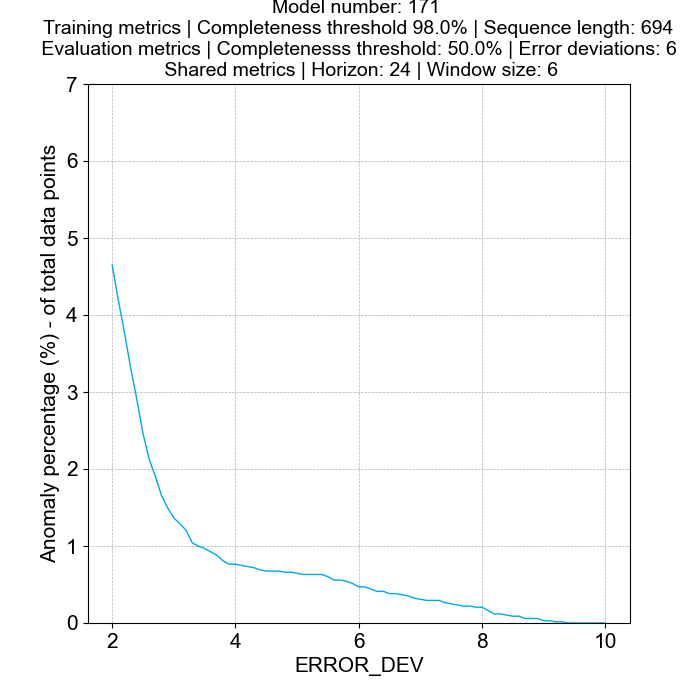 Model number: 171
Training metrics | Completeness threshold 98.0% | Sequence length: 694
Evaluation metrics | Completenesss threshold: 50.0% | Error deviations: 6
Shared metrics | Horizon: 24 | Window size: 6
7
6
5
4
3
2
1
0
Anomaly percentage (%) - of total data points
2 4 6 8 10
ERROR_DEV